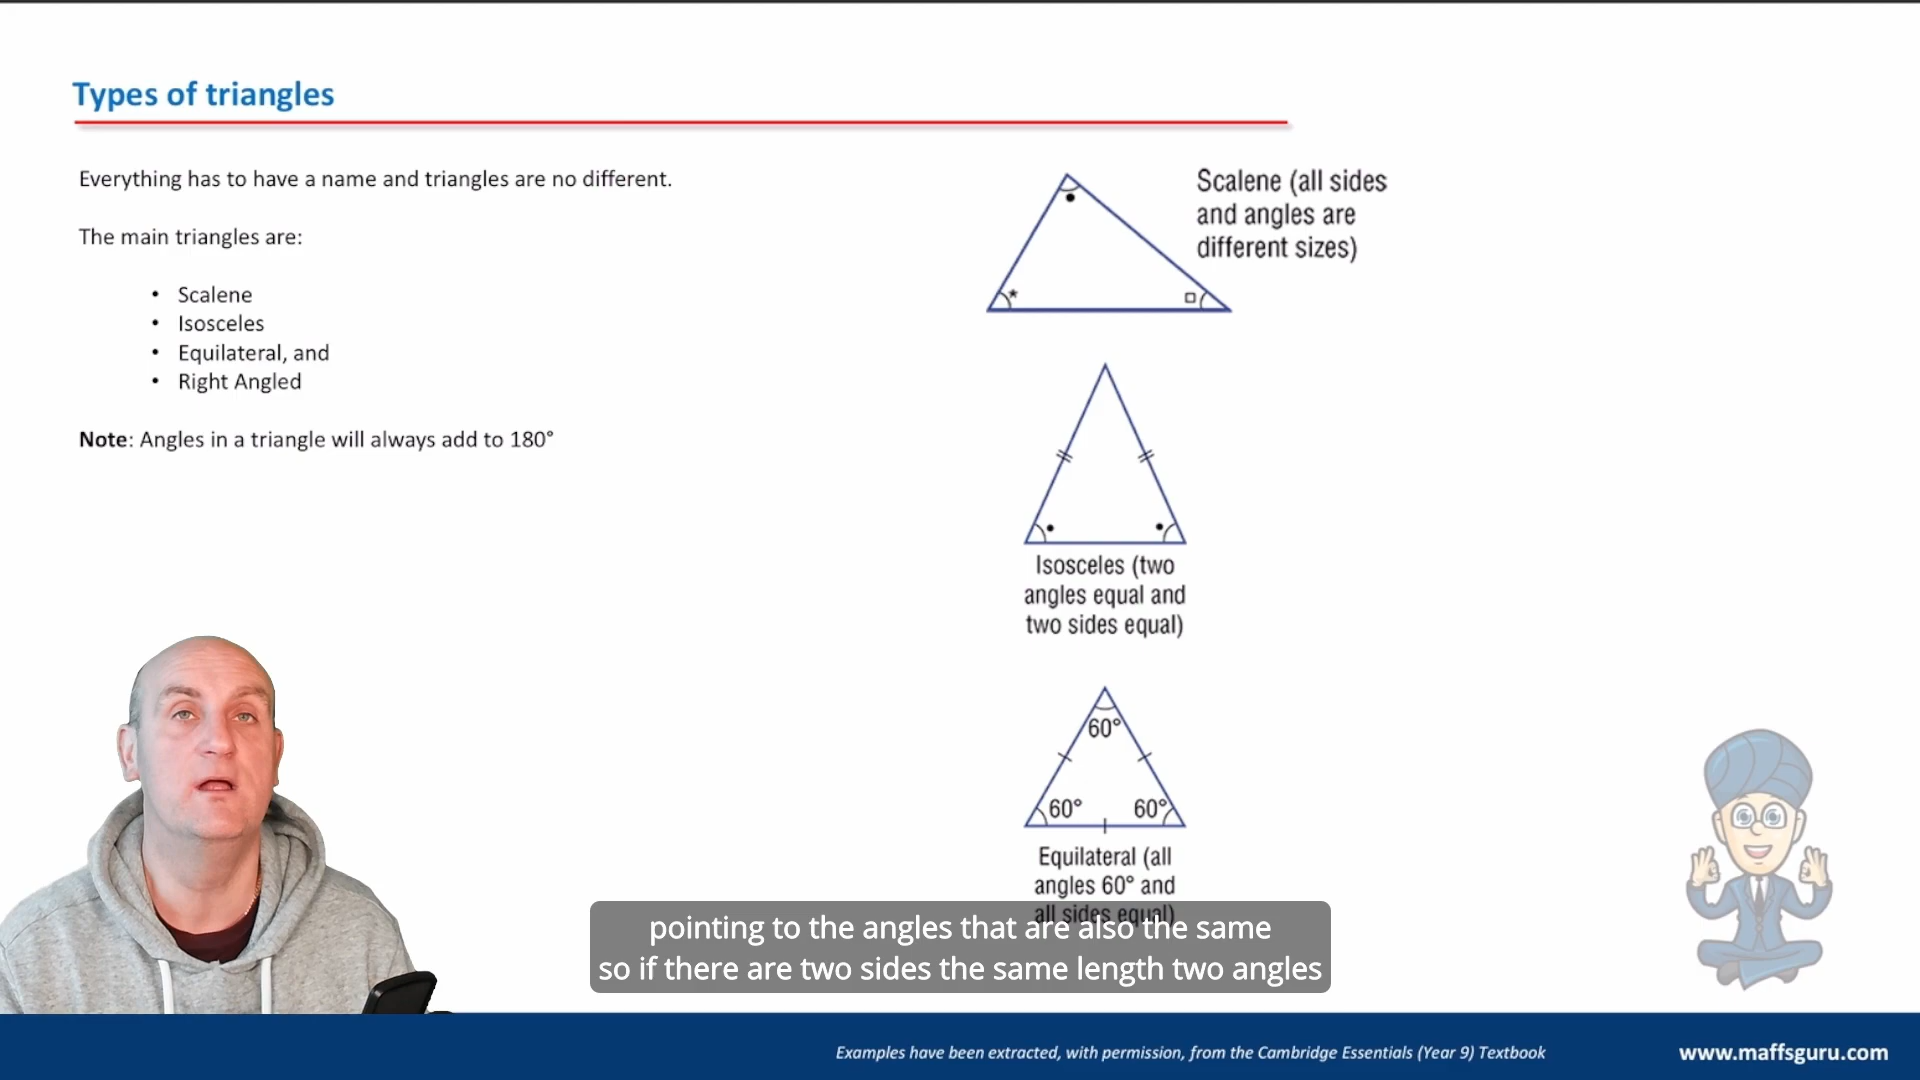 Types of triangles
Everything has to have a name and triangles are no different.
The main triangles are:
• Scalene
• Isosceles
• Equilateral, and
• Right Angled
Note: Angles in a triangle will always add to 180°
Scalene (all sides
and angles are
different sizes)
Isosceles (two
angles equal and
two sides equal)
60°
60° 60°
Equilateral (all
angles 60° and
all sides equal)
pointing to the angles that are also the same
so if there are two sides the same length two angles
Examples have been extracted, with permission, from the Cambridge Essentials (Year 9) Textbook
www.maffsguru.com